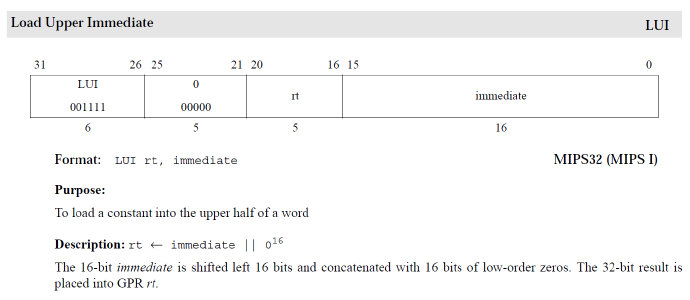 Load Upper Immediate LUI
31 26 25 21 20 16 15 0
LUI 0
rt immediate
001111 00000
6 5 5 16
Format: LUI rt, immediate MIPS32 (MIPS I)
Purpose:
To load a constant into the upper half of a word
Description: rt ← immediate || 0¹⁶
The 16-bit immediate is shifted left 16 bits and concatenated with 16 bits of low-order zeros. The 32-bit result is
placed into GPR rt.